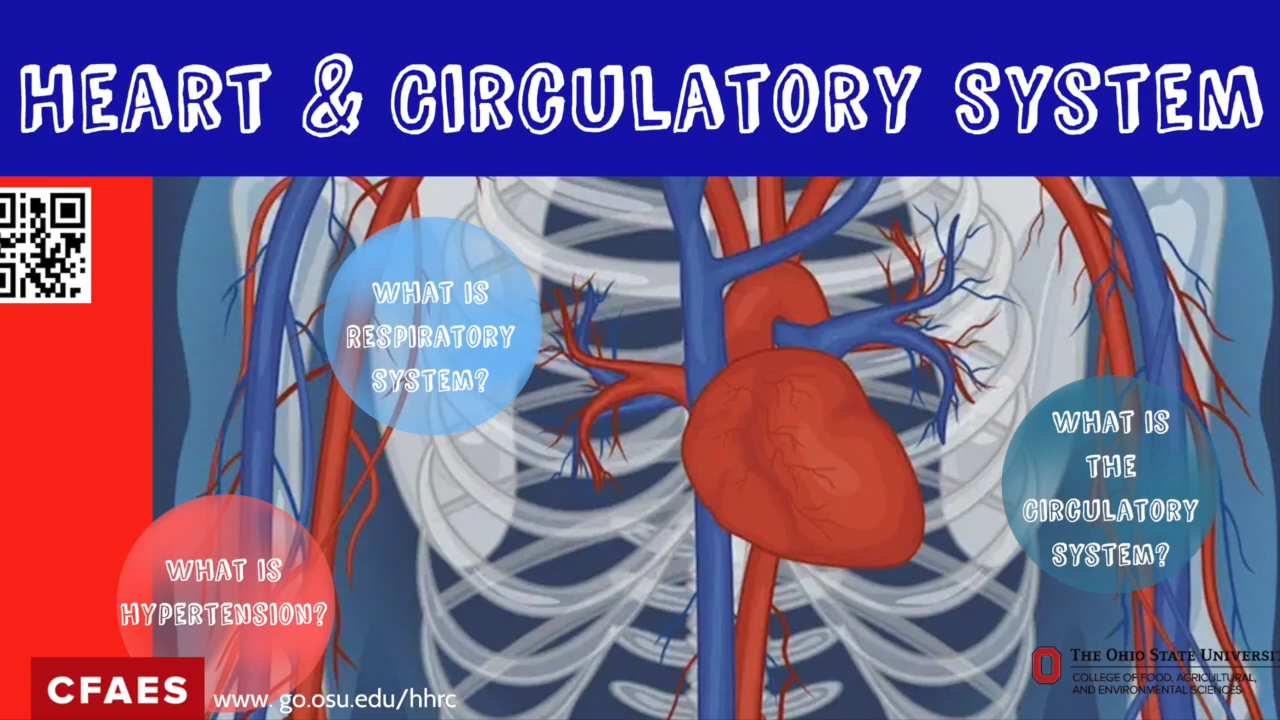 HEART & CIRCULATORY SYSTEM
WHAT IS
RESPIRATORY
SYSTEM?
WHAT IS
THE
CIRCULATORY
SYSTEM?
WHAT IS
HYPERTENSION?
CFAES
www. go.osu.edu/hhrc
THE OHIO STATE UNIVERSIT
COLLEGE OF FOOD, AGRICULTURAL,
AND ENVIRONMENTAL SCIENCES